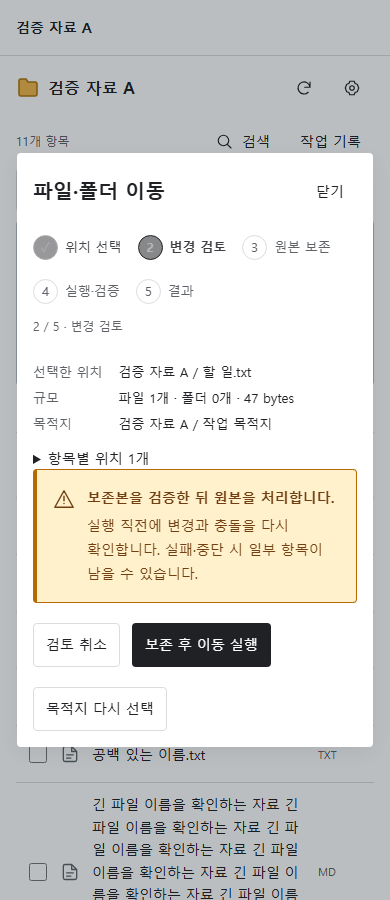 검증 자료 A
검증 자료 A
11개 항목 검색 작업 기록
파일·폴더 이동 닫기
✓ 위치 선택 2 변경 검토 3 원본 보존
4 실행·검증 5 결과
2 / 5 · 변경 검토
선택한 위치 검증 자료 A / 할 일.txt
규모 파일 1개 · 폴더 0개 · 47 bytes
목적지 검증 자료 A / 작업 목적지
▶ 항목별 위치 1개
보존본을 검증한 뒤 원본을 처리합니다.
실행 직전에 변경과 충돌을 다시
확인합니다. 실패·중단 시 일부 항목이
남을 수 있습니다.
검토 취소 보존 후 이동 실행
목적지 다시 선택
공백 있는 이름.txt TXT
긴 파일 이름을 확인하는 자료 긴
파일 이름을 확인하는 자료 긴 파
일 이름을 확인하는 자료 긴 파일
이름을 확인하는 자료 긴 파일 MD
이름을 확인하는 자료 긴 파일 이름